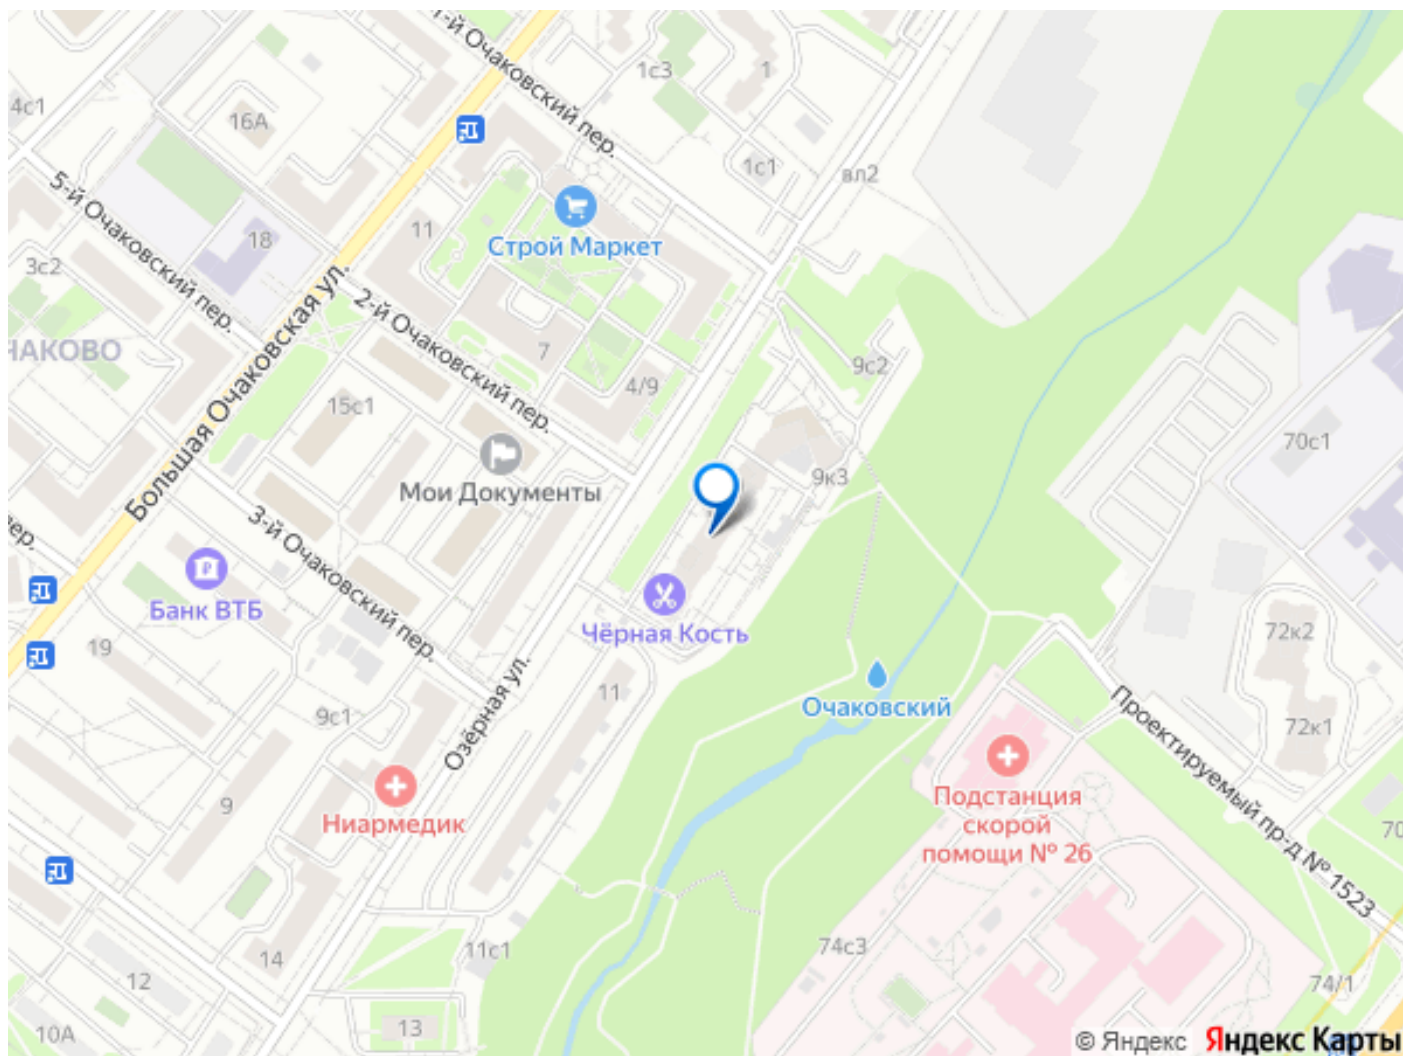 1-й Очаковский пер.
1с3
1
4с1
16А
1с1
вл2
5-й Очаковский пер.
18
11
Строй Маркет
3с2
2-й Очаковский пер.
7
9с2
ЧАКОВО
4/9
15с1
Большая Очаковская ул.
70с1
Мои Документы
9к3
3-й Очаковский пер.
пер.
Банк ВТБ
Чёрная Кость
72к2
19
11
Очаковский
9с1
Озёрная ул.
72к1
Проектируемый пр-д № 1523
9
Ниармедик
Подстанция
скорой
помощи № 26
70
74с3
11с1
14
12
74/1
10А
13
© Яндекс Яндекс Карты